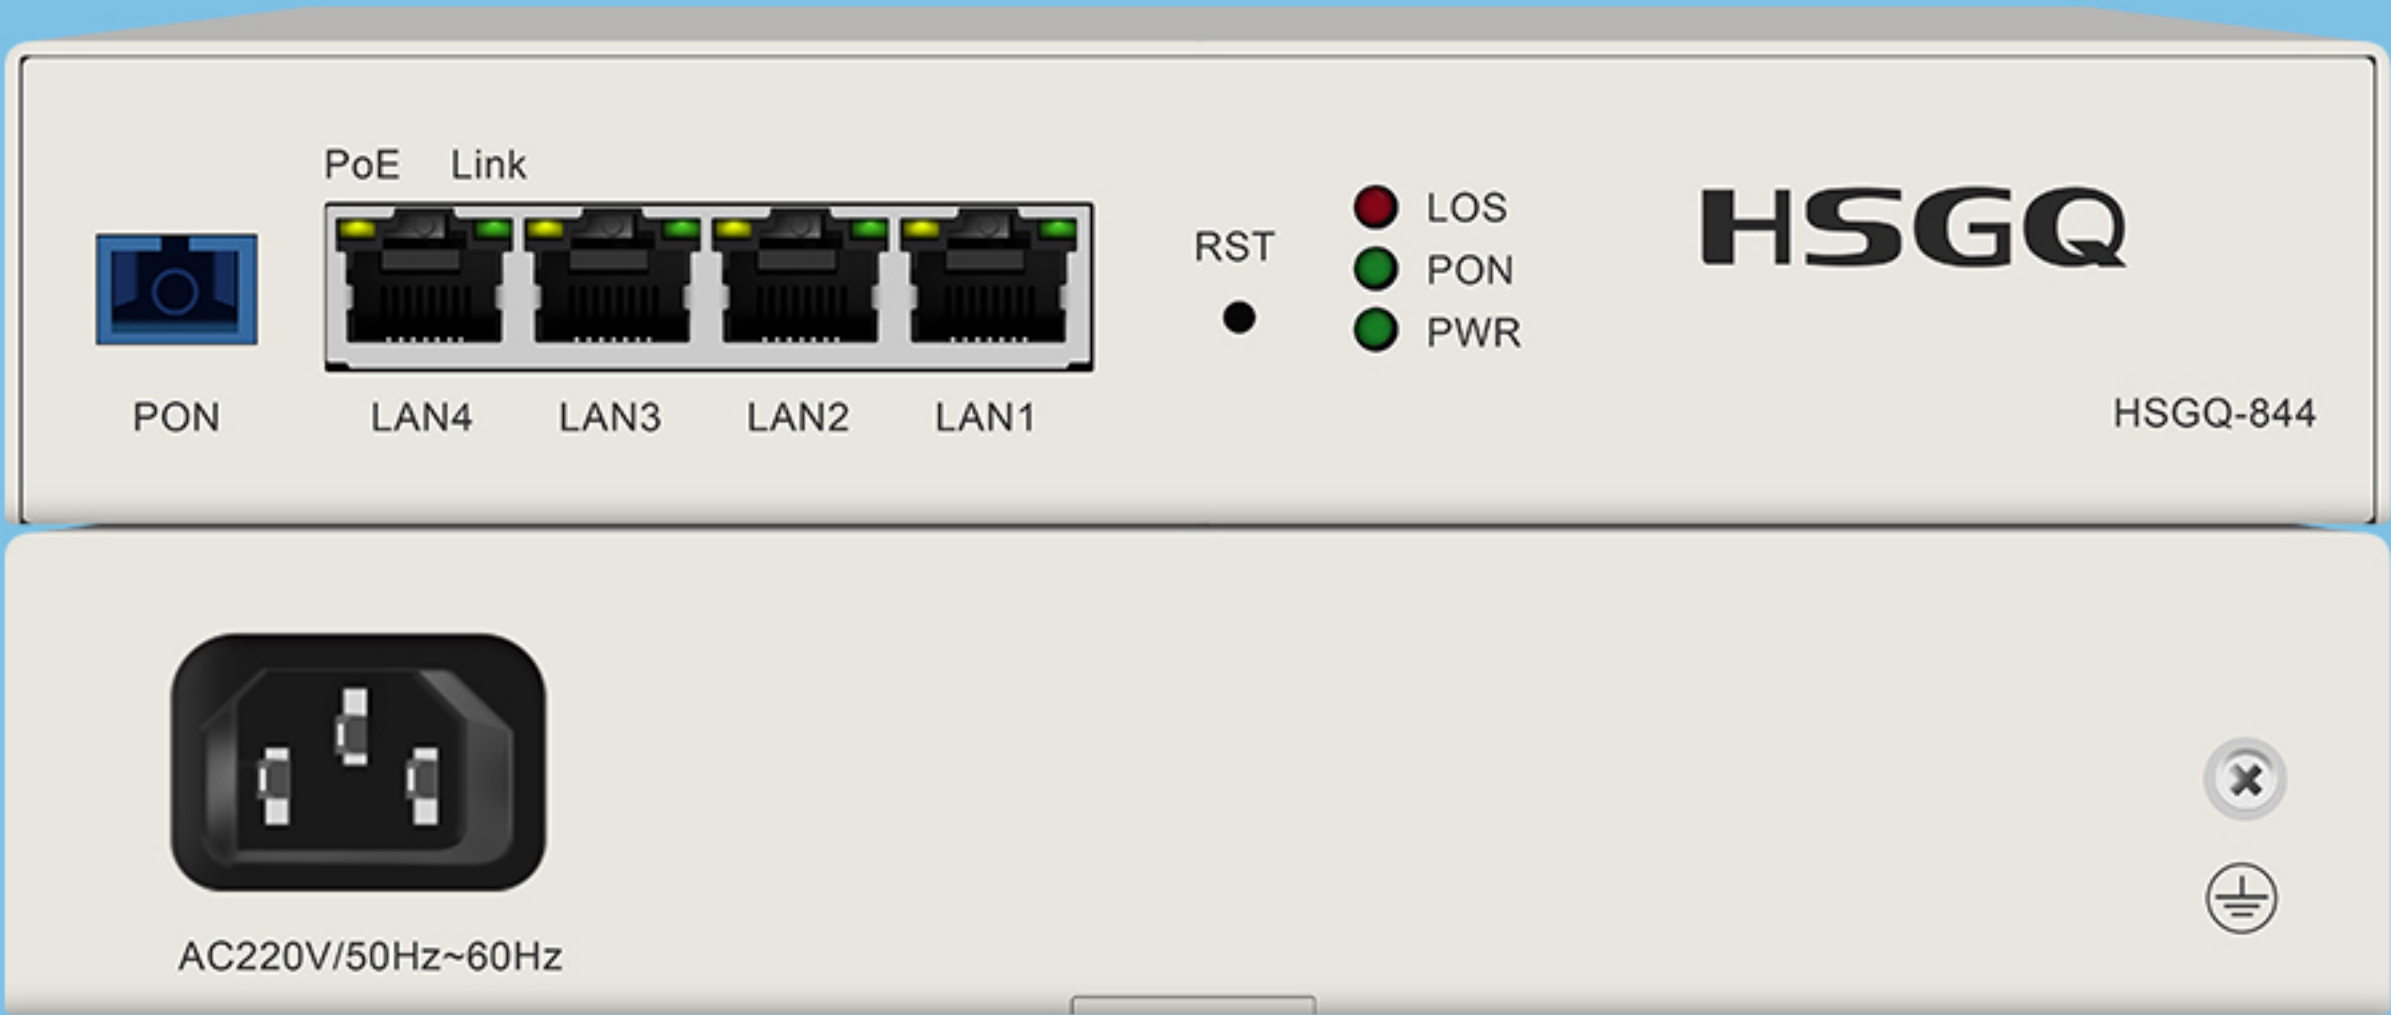 PoE Link
LOS
HSGQ
RST
PON
PWR
PON
LAN4
LAN3
LAN2
LAN1
HSGQ-844
AC220V/50Hz~60Hz